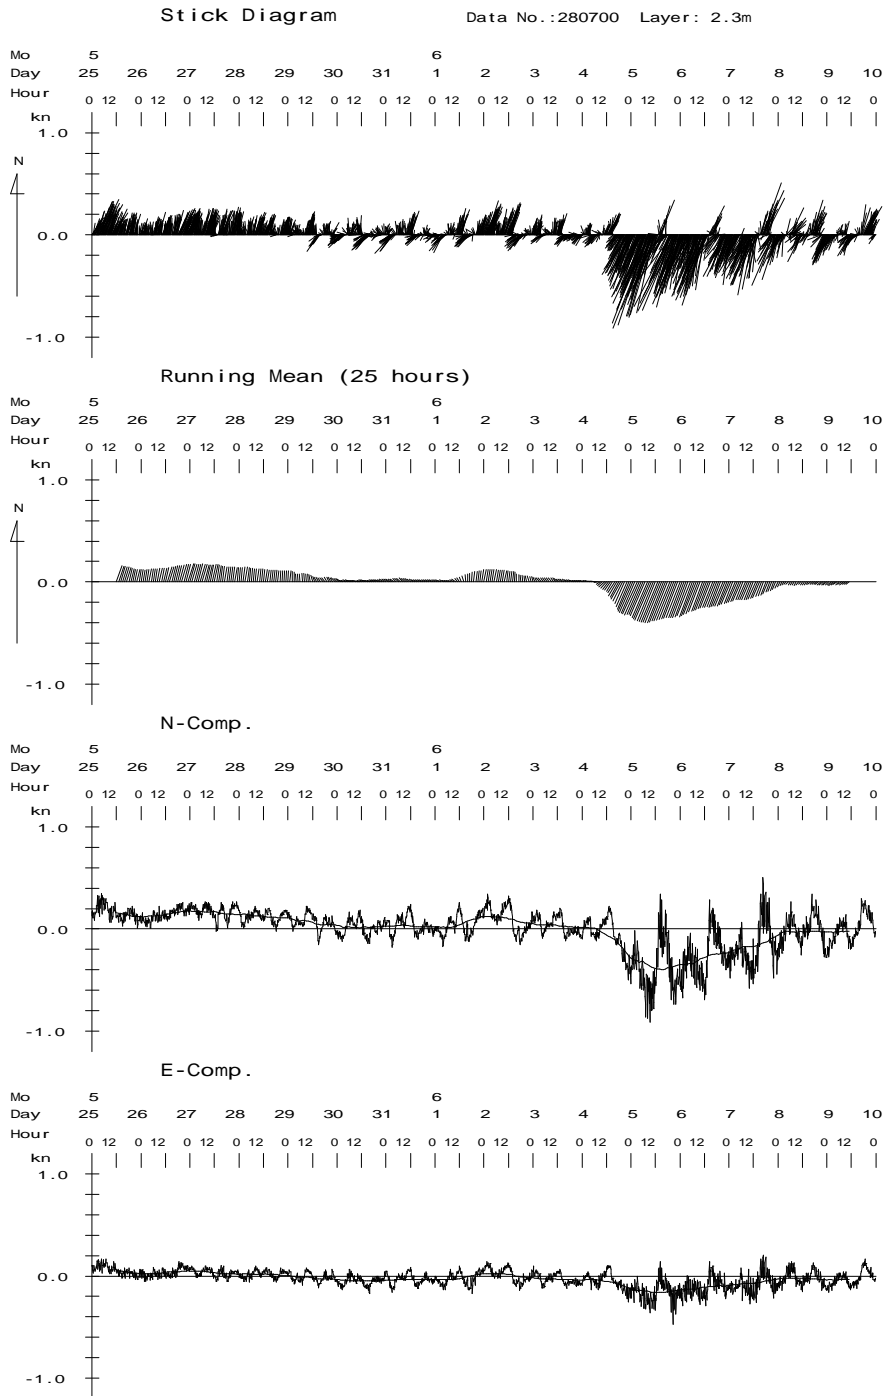 Stick Diagram Data No.:280700 Layer: 2.3m
Mo 5 6
Day 25 26 27 28 29 30 31 1 2 3 4 5 6 7 8 9 10
Hour 0 12 0 12 0 12 0 12 0 12 0 12 0 12 0 12 0 12 0 12 0 12 0 12 0 12 0 12 0 12 0 12 0
kn
1.0
N
0.0
-1.0
Running Mean (25 hours)
Mo 5 6
Day 25 26 27 28 29 30 31 1 2 3 4 5 6 7 8 9 10
Hour 0 12 0 12 0 12 0 12 0 12 0 12 0 12 0 12 0 12 0 12 0 12 0 12 0 12 0 12 0 12 0 12 0
kn
1.0
N
0.0
-1.0
N-Comp.
Mo 5 6
Day 25 26 27 28 29 30 31 1 2 3 4 5 6 7 8 9 10
Hour 0 12 0 12 0 12 0 12 0 12 0 12 0 12 0 12 0 12 0 12 0 12 0 12 0 12 0 12 0 12 0 12 0
kn
1.0
0.0
-1.0
E-Comp.
Mo 5 6
Day 25 26 27 28 29 30 31 1 2 3 4 5 6 7 8 9 10
Hour 0 12 0 12 0 12 0 12 0 12 0 12 0 12 0 12 0 12 0 12 0 12 0 12 0 12 0 12 0 12 0 12 0
kn
1.0
0.0
-1.0